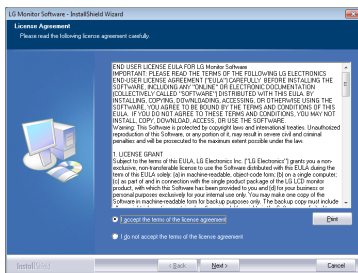 LG Monitor Software - InstallShield Wizard
License Agreement
Please read the following license agreement carefully.
END USER LICENSE EULA FOR LG Monitor Software
IMPORTANT: PLEASE READ THE TERMS OF THE FOLLOWING LG ELECTRONICS
END-USER LICENSE AGREEMENT ("EULA") CAREFULLY BEFORE INSTALLING THE
SOFTWARE, INCLUDING ANY "ONLINE" OR ELECTRONIC DOCUMENTATION
(COLLECTIVELY CALLED "SOFTWARE") DISTRIBUTED WITH THIS EULA. BY
INSTALLING, COPYING, DOWNLOADING, ACCESSING, OR OTHERWISE USING THE
SOFTWARE, YOU AGREE TO BE BOUND BY THE TERMS AND CONDITIONS OF THIS
EULA. IF YOU DO NOT AGREE TO THESE TERMS AND CONDITIONS, YOU MAY NOT
INSTALL, COPY, DOWNLOAD, ACCESS, OR USE THE SOFTWARE.
Warning: This Software is protected by copyright laws and international treaties. Unauthorized
reproduction of this Software, or any portion of it, may result in severe civil and criminal
penalties and will be prosecuted to the maximum extent possible under the law.
1. LICENSE GRANT
Subject to the terms of this EULA, LG Electronics Inc. ("LG Electronics") grants you a non-
exclusive, non-transferable license to use the Software distributed with this EULA during the
term of this EULA solely: (a) in machine-readable, object-code form; (b) on a single computer;
(c) as part of and in connection with the single product package of the LG LCD monitor
product, with which this Software has been provided to you and (d) for your business or
personal purposes exclusively for your internal use only. You may make one copy of the
Software in machine-readable form for backup purposes only. The backup copy must include
I accept the terms of the license agreement
Print
I do not accept the terms of the license agreement
InstallShield
< Back
Next >
Cancel